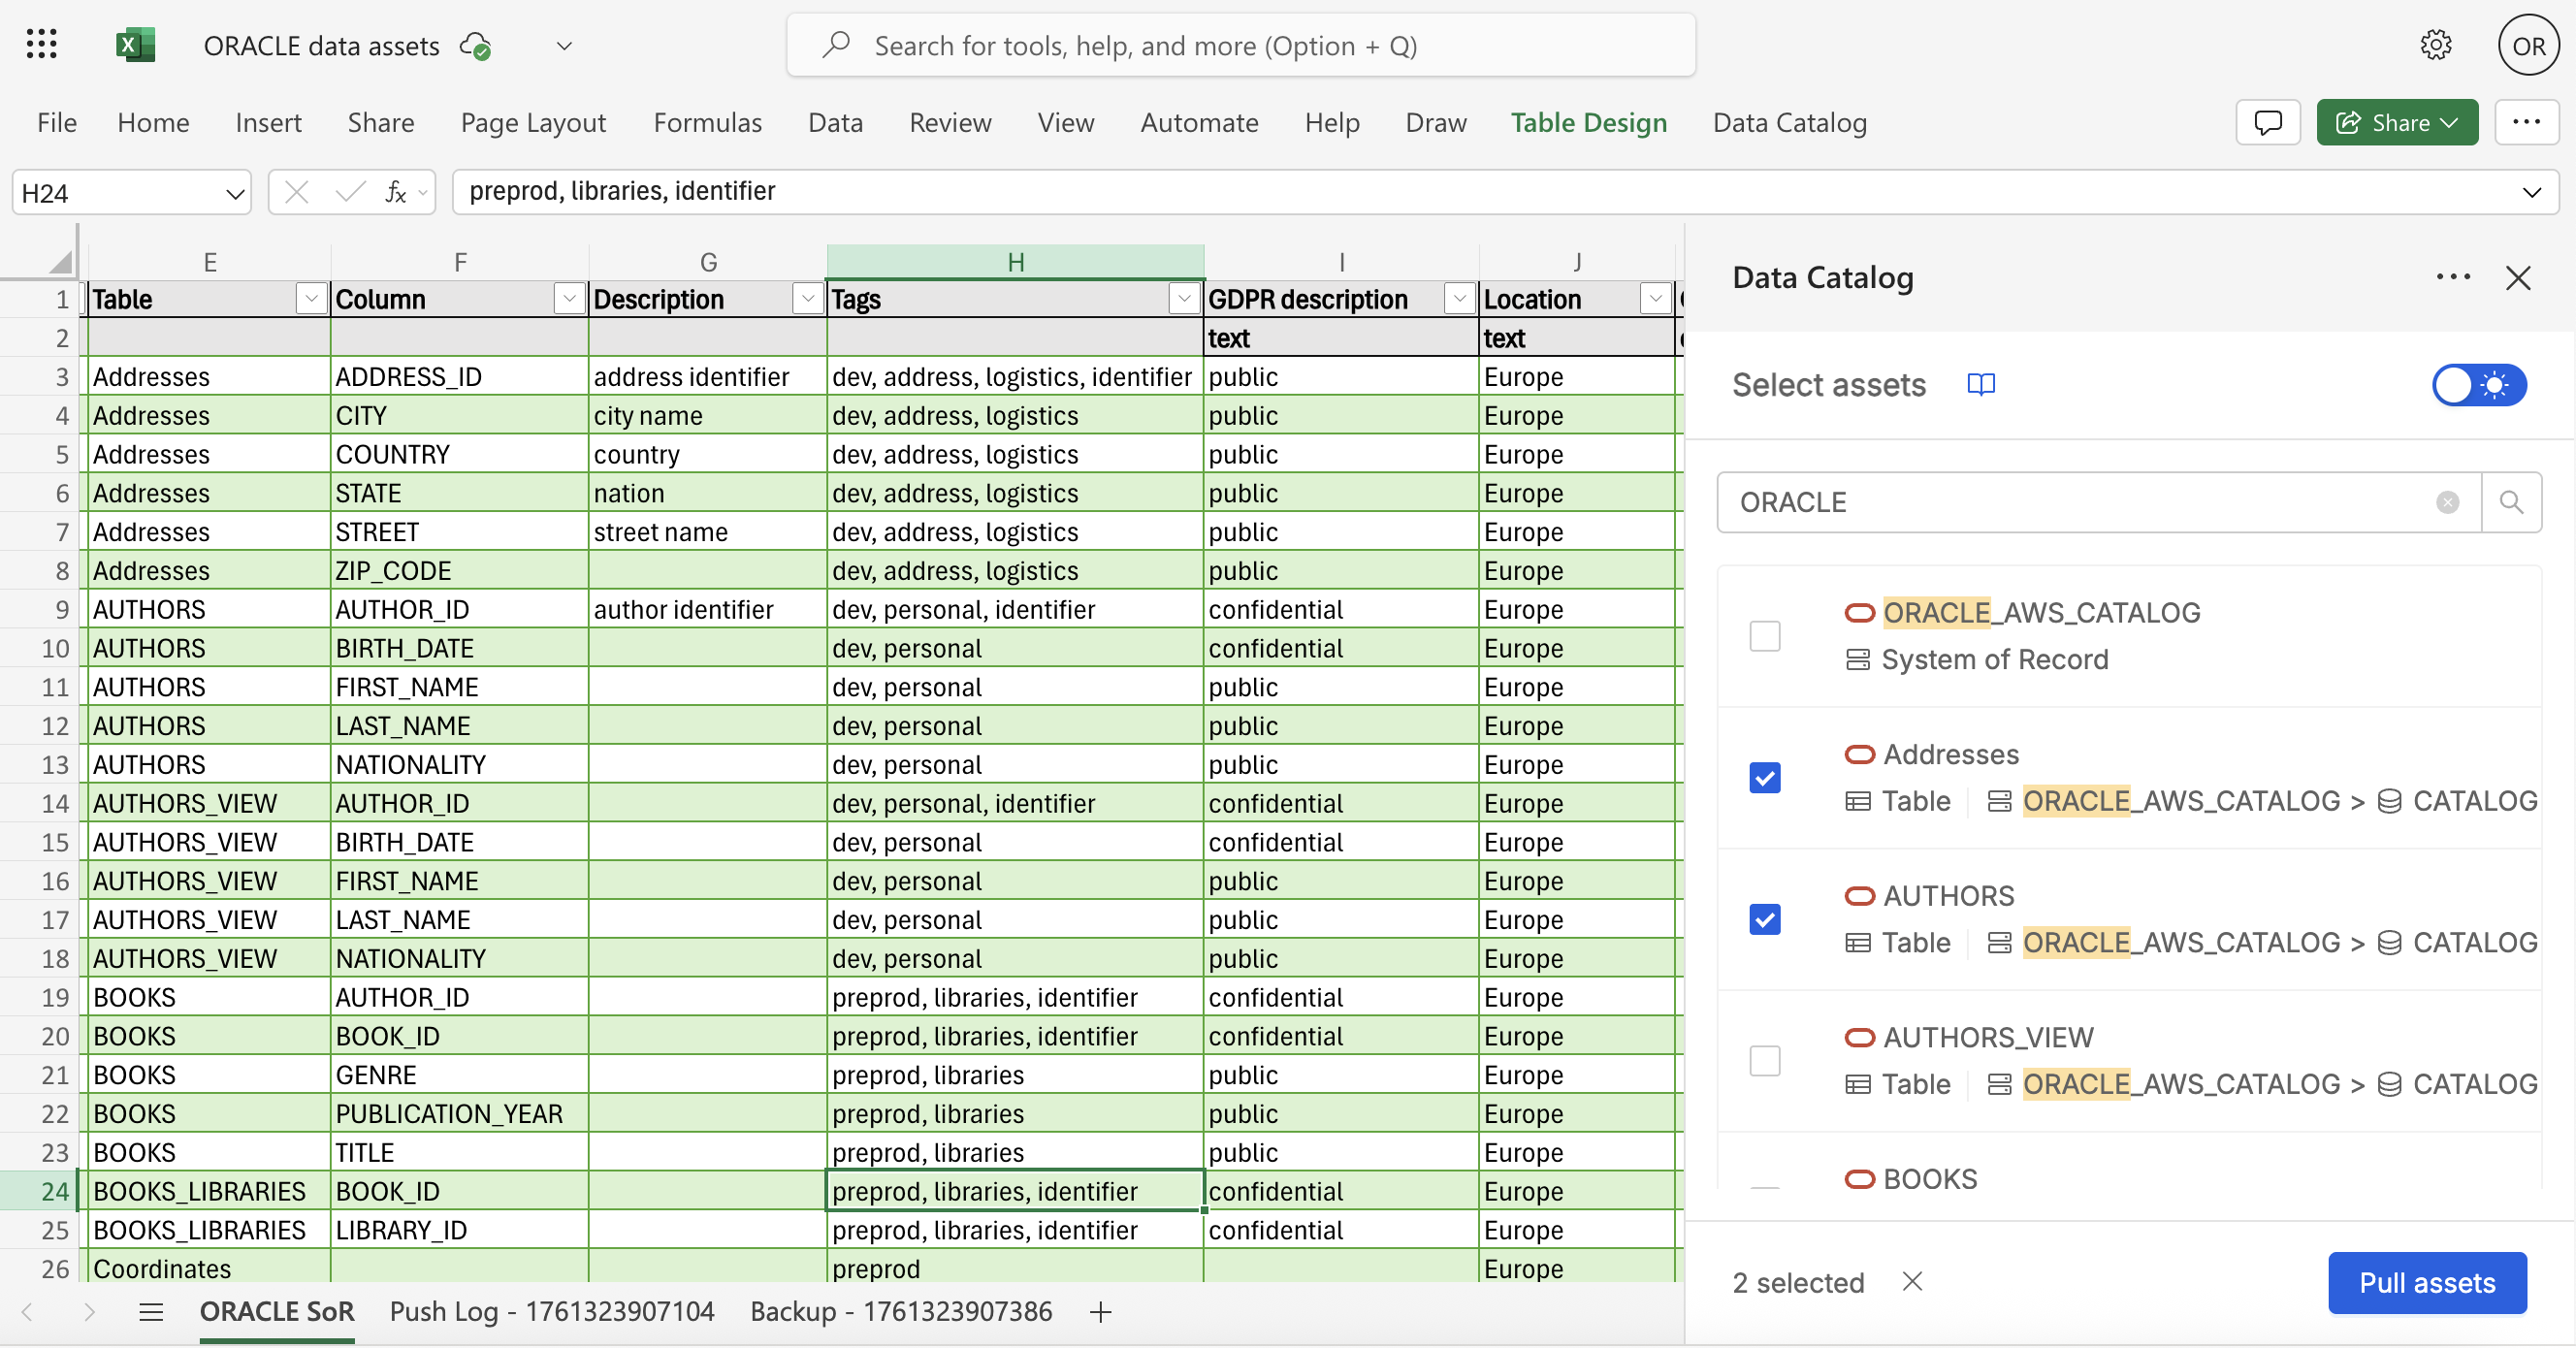 ORACLE data assets
Search for tools, help, and more (Option + Q)
OR
File Home Insert Share Page Layout Formulas Data Review View Automate Help Draw Table Design Data Catalog
Share
H24 fx preprod, libraries, identifier
E F G H I J
1 Table Column Description Tags GDPR description Location
2 text text
3 Addresses ADDRESS_ID address identifier dev, address, logistics, identifier public Europe
4 Addresses CITY city name dev, address, logistics public Europe
5 Addresses COUNTRY country dev, address, logistics public Europe
6 Addresses STATE nation dev, address, logistics public Europe
7 Addresses STREET street name dev, address, logistics public Europe
8 Addresses ZIP_CODE dev, address, logistics public Europe
9 AUTHORS AUTHOR_ID author identifier dev, personal, identifier confidential Europe
10 AUTHORS BIRTH_DATE dev, personal confidential Europe
11 AUTHORS FIRST_NAME dev, personal public Europe
12 AUTHORS LAST_NAME dev, personal public Europe
13 AUTHORS NATIONALITY dev, personal public Europe
14 AUTHORS_VIEW AUTHOR_ID dev, personal, identifier confidential Europe
15 AUTHORS_VIEW BIRTH_DATE dev, personal confidential Europe
16 AUTHORS_VIEW FIRST_NAME dev, personal public Europe
17 AUTHORS_VIEW LAST_NAME dev, personal public Europe
18 AUTHORS_VIEW NATIONALITY dev, personal public Europe
19 BOOKS AUTHOR_ID preprod, libraries, identifier confidential Europe
20 BOOKS BOOK_ID preprod, libraries, identifier confidential Europe
21 BOOKS GENRE preprod, libraries public Europe
22 BOOKS PUBLICATION_YEAR preprod, libraries public Europe
23 BOOKS TITLE preprod, libraries public Europe
24 BOOKS_LIBRARIES BOOK_ID preprod, libraries, identifier confidential Europe
25 BOOKS_LIBRARIES LIBRARY_ID preprod, libraries, identifier confidential Europe
26 Coordinates preprod Europe
ORACLE SoR Push Log - 1761323907104 Backup - 1761323907386
Data Catalog
Select assets
ORACLE
ORACLE_AWS_CATALOG
System of Record
Addresses
Table ORACLE_AWS_CATALOG > CATALOG
AUTHORS
Table ORACLE_AWS_CATALOG > CATALOG
AUTHORS_VIEW
Table ORACLE_AWS_CATALOG > CATALOG
BOOKS
2 selected
Pull assets